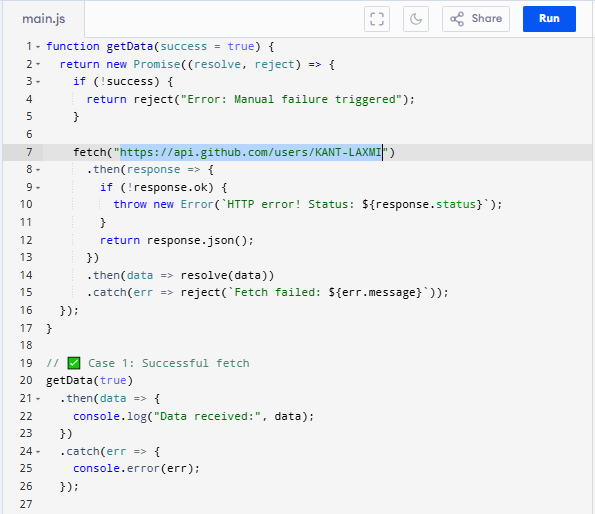 main.js
Share
Run
1 function getData(success = true) {
2 return new Promise((resolve, reject) => {
3 if (!success) {
4 return reject("Error: Manual failure triggered");
5 }
6
7 fetch("https://api.github.com/users/KANT-LAXMI")
8 .then(response => {
9 if (!response.ok) {
10 throw new Error(`HTTP error! Status: ${response.status}`);
11 }
12 return response.json();
13 })
14 .then(data => resolve(data))
15 .catch(err => reject(`Fetch failed: ${err.message}`));
16 });
17 }
18
19 // ✅ Case 1: Successful fetch
20 getData(true)
21 .then(data => {
22 console.log("Data received:", data);
23 })
24 .catch(err => {
25 console.error(err);
26 });
27